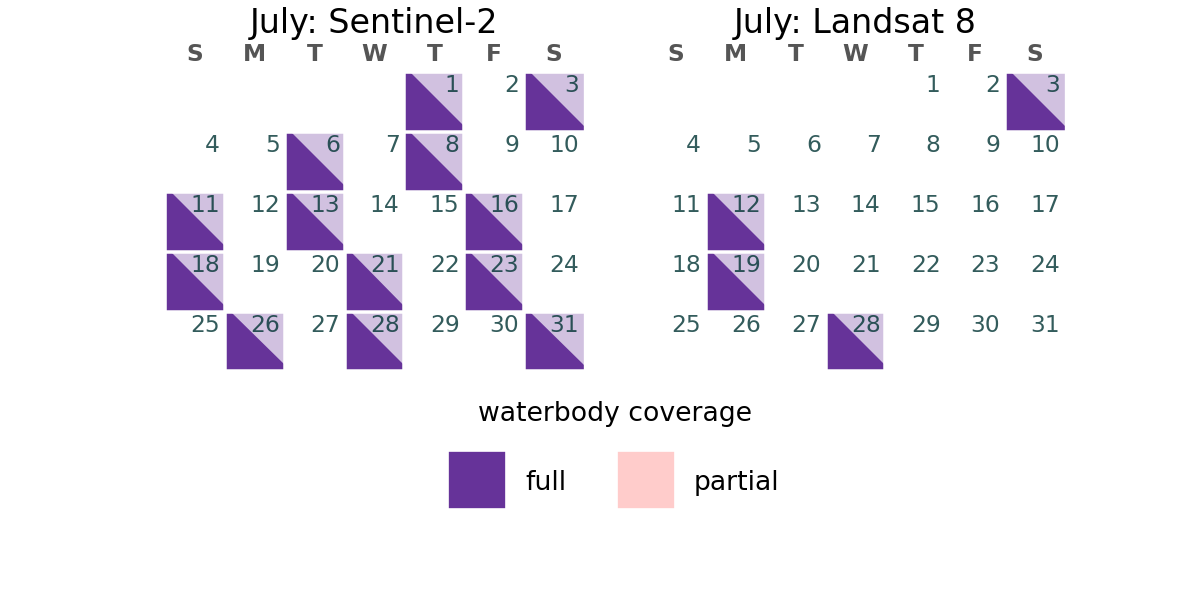 July: Sentinel-2
S M T W T F S
1 2 3
4 5 6 7 8 9 10
11 12 13 14 15 16 17
18 19 20 21 22 23 24
25 26 27 28 29 30 31
July: Landsat 8
S M T W T F S
1 2 3
4 5 6 7 8 9 10
11 12 13 14 15 16 17
18 19 20 21 22 23 24
25 26 27 28 29 30 31
waterbody coverage
full partial